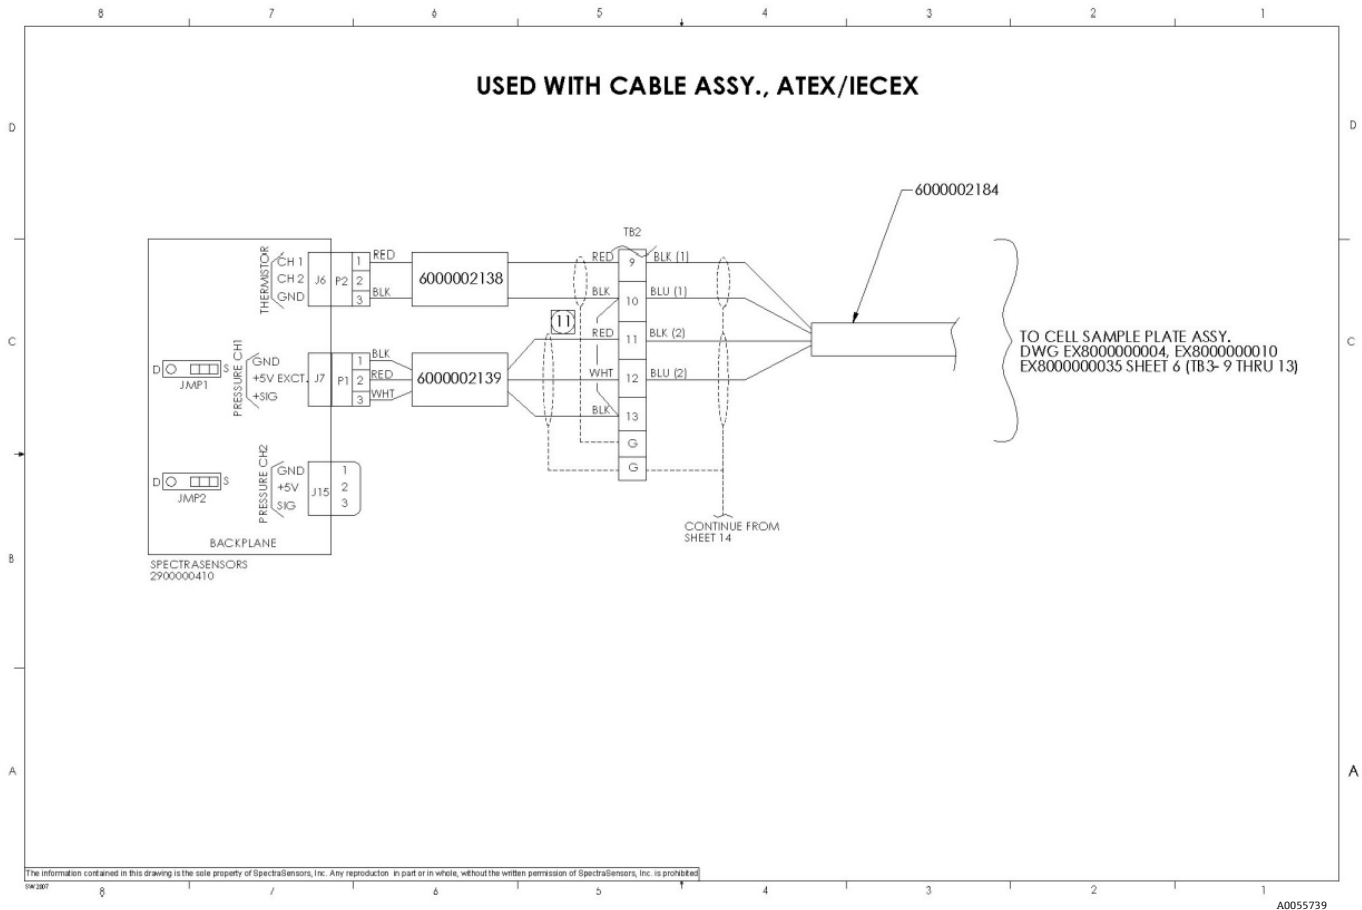 8 7 6 5 4 3 2 1
USED WITH CABLE ASSY., ATEX/IECEX
D D
6000002184
TB2
THERMISTOR
CH 1
CH 2
GND
J6 P2
1
2
3
RED
BLK
6000002138
RED 9 BLK (1)
BLK 10 BLU (1)
11
RED 11 BLK (2)
WHT 12 BLU (2)
BLK 13
G
G
C C
D S
JMP1
PRESSURE CH1
GND
+5V EXCT.
+SIG
J7 P1
1
2
3
BLK
RED
WHT
6000002139
TO CELL SAMPLE PLATE ASSY.
DWG EX8000000004, EX8000000010
EX8000000035 SHEET 6 (TB3- 9 THRU 13)
D S
JMP2
PRESSURE CH2
GND
+5V
SIG
J15
1
2
3
CONTINUE FROM
SHEET 14
BACKPLANE
B B
SPECTRASENSORS
2900000410
A A
The information contained in this drawing is the sole property of SpectraSensors, Inc. Any reproducton in part or in whole, without the written permission of SpectraSensors, Inc. is prohibited
SW 2007
8 7 6 5 4 3 2 1
A0055739